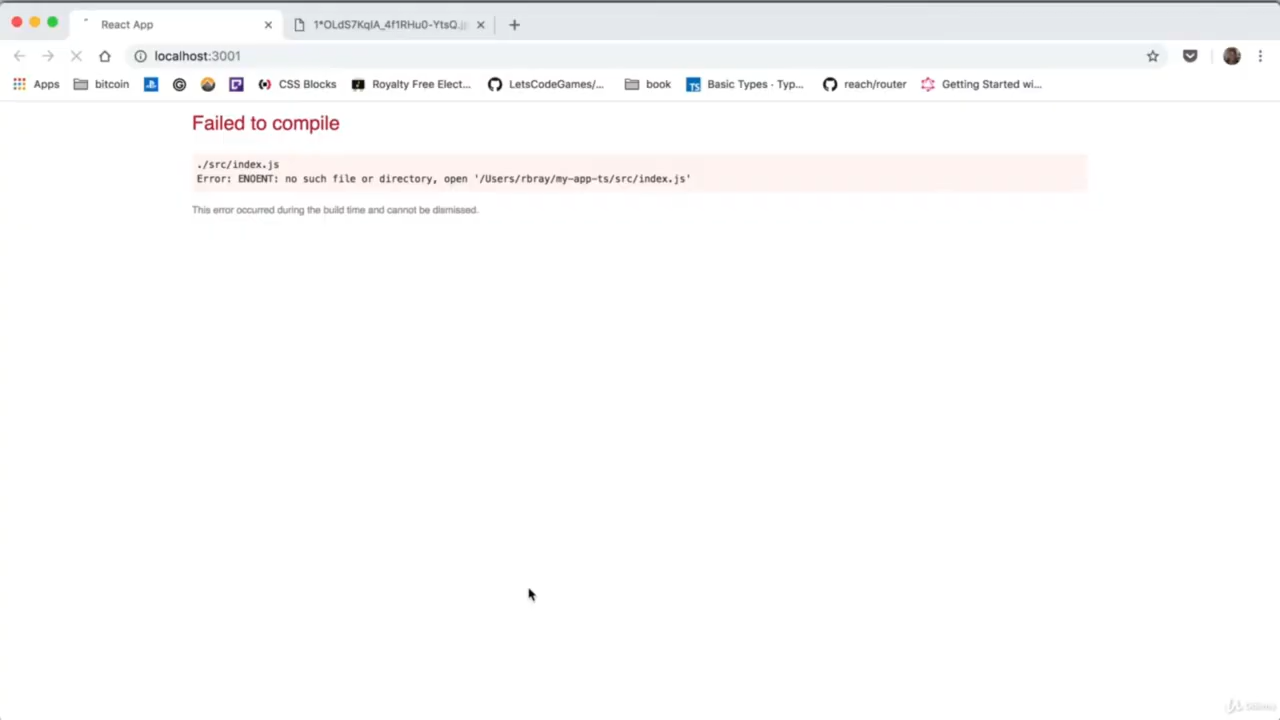 React App
1*OLdS7KqIA_4f1RHu0-YtsQ.j
localhost:3001
Apps
bitcoin
CSS Blocks
Royalty Free Elect...
LetsCodeGames/...
book
TS
Basic Types · Typ...
reach/router
Getting Started wi...
Failed to compile
./src/index.js
Error: ENOENT: no such file or directory, open '/Users/rbray/my-app-ts/src/index.js'
This error occurred during the build time and cannot be dismissed.
Udemy